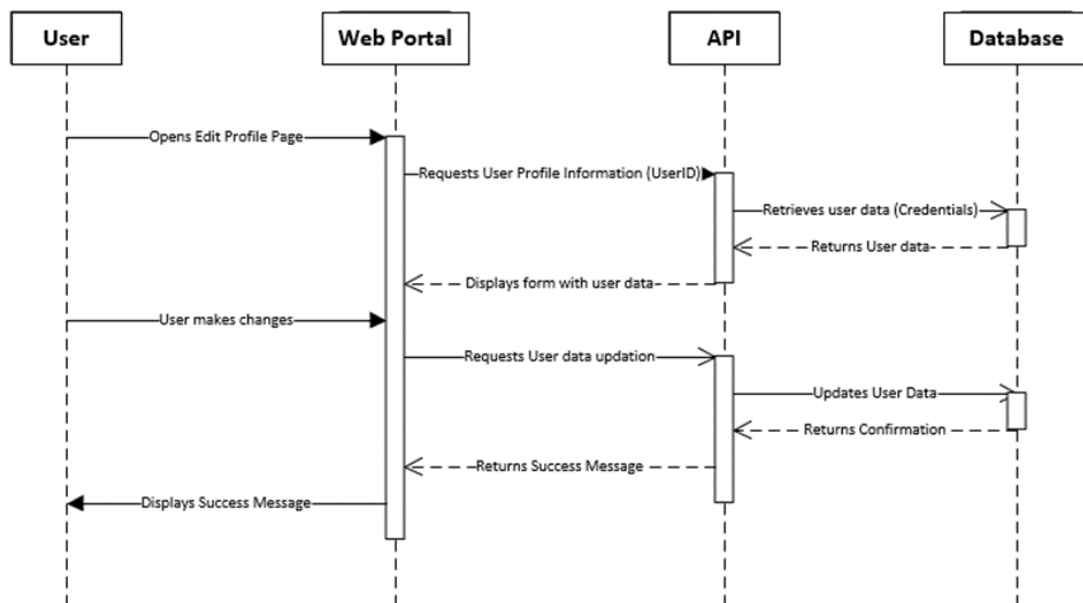 User
Web Portal
API
Database
Opens Edit Profile Page
Requests User Profile Information (UserID)
Retrieves user data (Credentials)
Returns User data
Displays form with user data
User makes changes
Requests User data updation
Updates User Data
Returns Confirmation
Returns Success Message
Displays Success Message